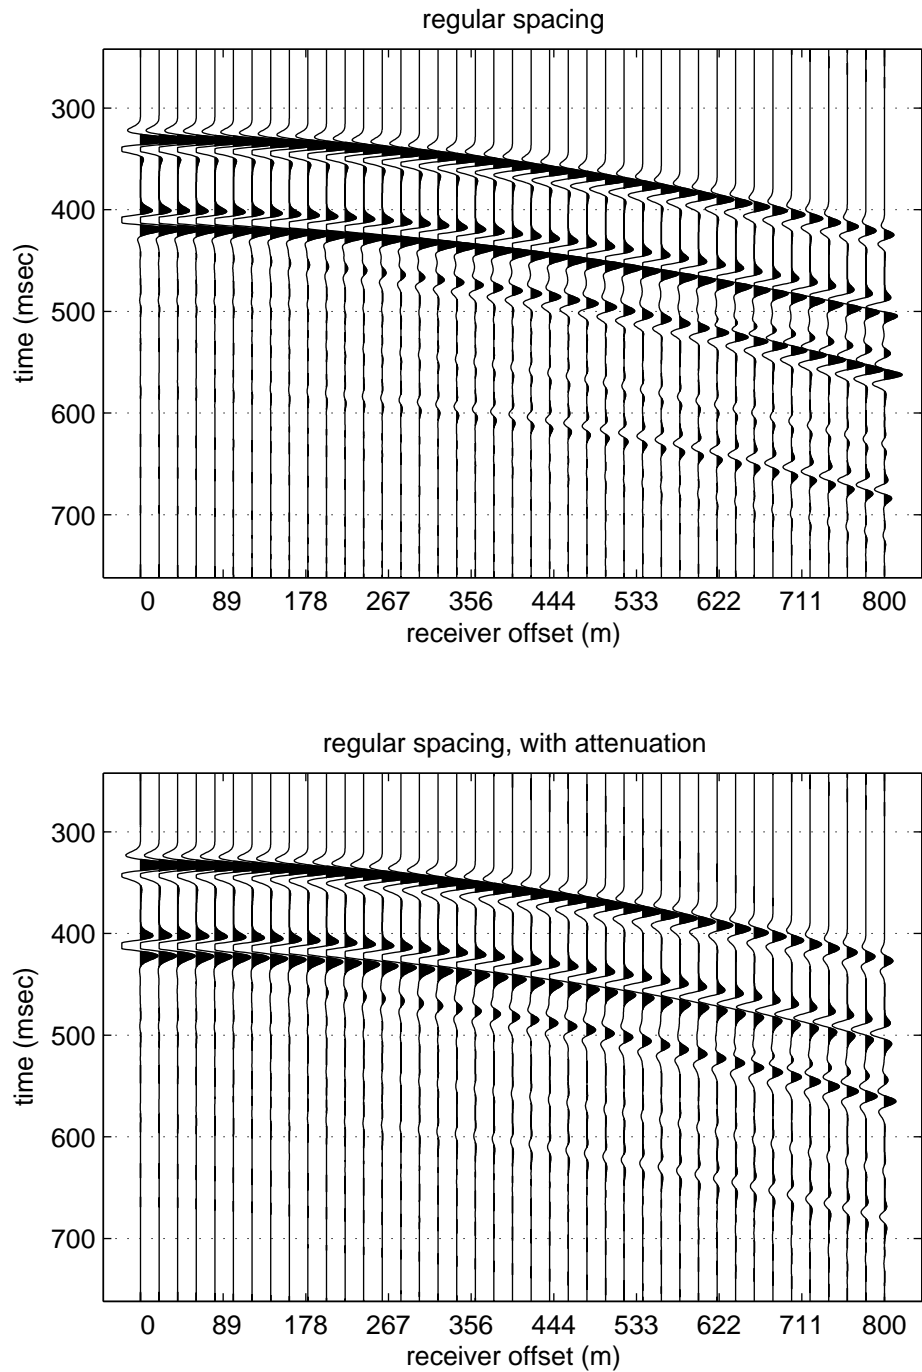 regular spacing
300
400
500
600
700
time (msec)
0 89 178 267 356 444 533 622 711 800
receiver offset (m)
regular spacing, with attenuation
300
400
500
600
700
time (msec)
0 89 178 267 356 444 533 622 711 800
receiver offset (m)